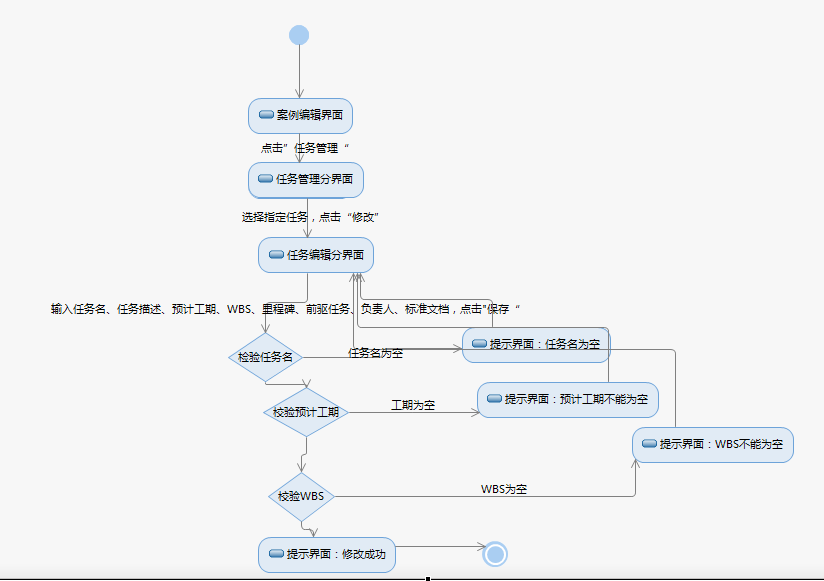 案例编辑界面
点击”任务管理“
任务管理分界面
选择指定任务，点击“修改”
任务编辑分界面
输入任务名、任务描述、预计工期、WBS、里程碑、前驱任务、负责人、标准文档，点击"保存“
检验任务名
任务名为空
提示界面：任务名为空
校验预计工期
工期为空
提示界面：预计工期不能为空
提示界面：WBS不能为空
校验WBS
WBS为空
提示界面：修改成功